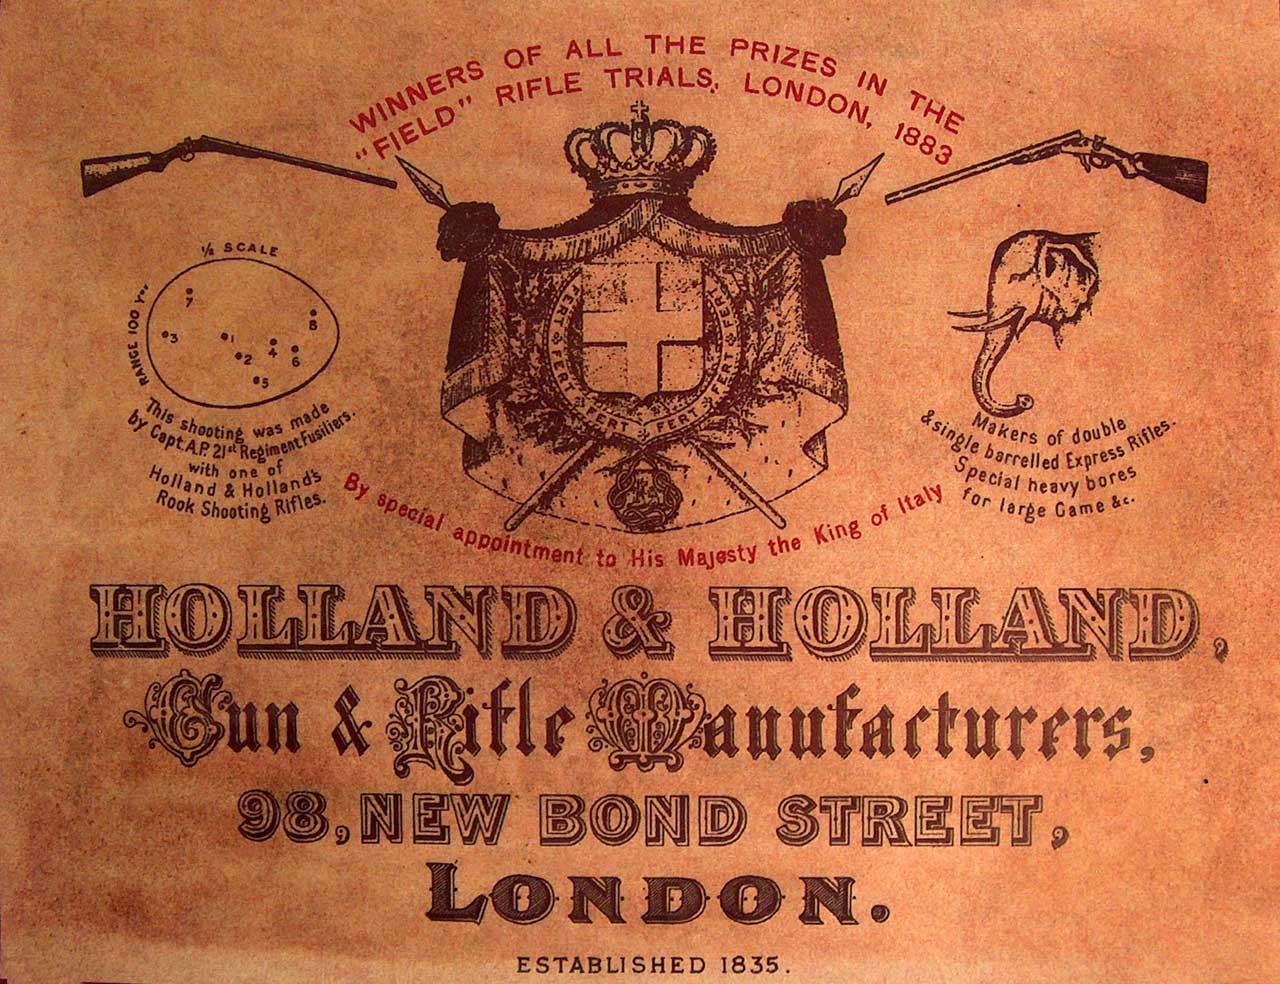 WINNERS OF ALL THE PRIZES IN THE
"FIELD" RIFLE TRIALS, LONDON, 1883
½ SCALE
RANGE 100 Yds.
7
8
3
1
4
2
6
5
This shooting was made
by Capt. A.P. 21st Regiment Fusiliers.
with one of
Holland & Holland's
Rook Shooting Rifles.
FERT FERT FERT FERT FERT FERT
Makers of double
& single barrelled Express Rifles.
Special heavy bores
for large Game &c.
By special appointment to His Majesty the King of Italy
HOLLAND & HOLLAND,
Gun & Rifle Manufacturers,
98, NEW BOND STREET,
LONDON.
ESTABLISHED 1835.